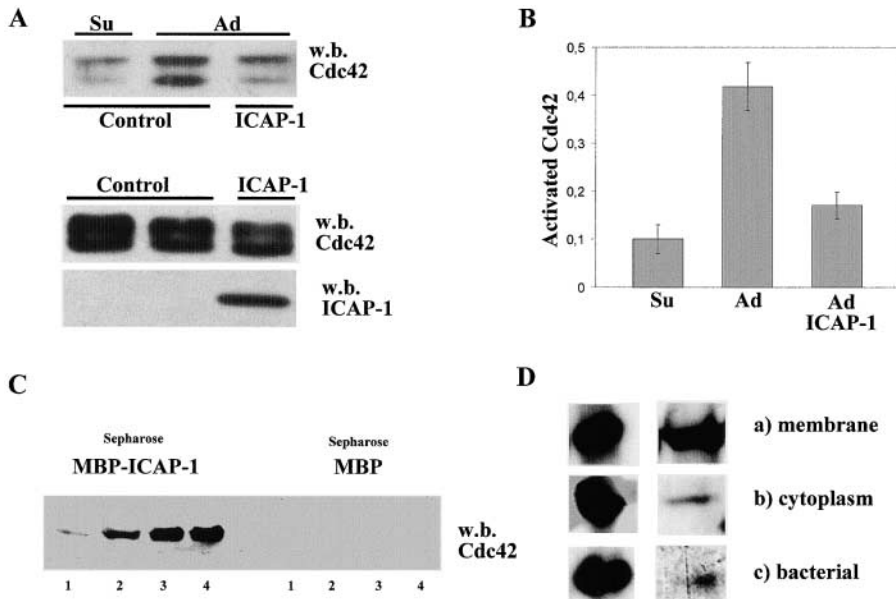 A
Su Ad
w.b.
Cdc42
Control ICAP-1
Control ICAP-1
w.b.
Cdc42
w.b.
ICAP-1
B
Activated Cdc42
0,5
0,4
0,3
0,2
0,1
0
Su Ad Ad
ICAP-1
C
Sepharose Sepharose
MBP-ICAP-1 MBP
w.b.
Cdc42
1 2 3 4 1 2 3 4
D
a) membrane
b) cytoplasm
c) bacterial